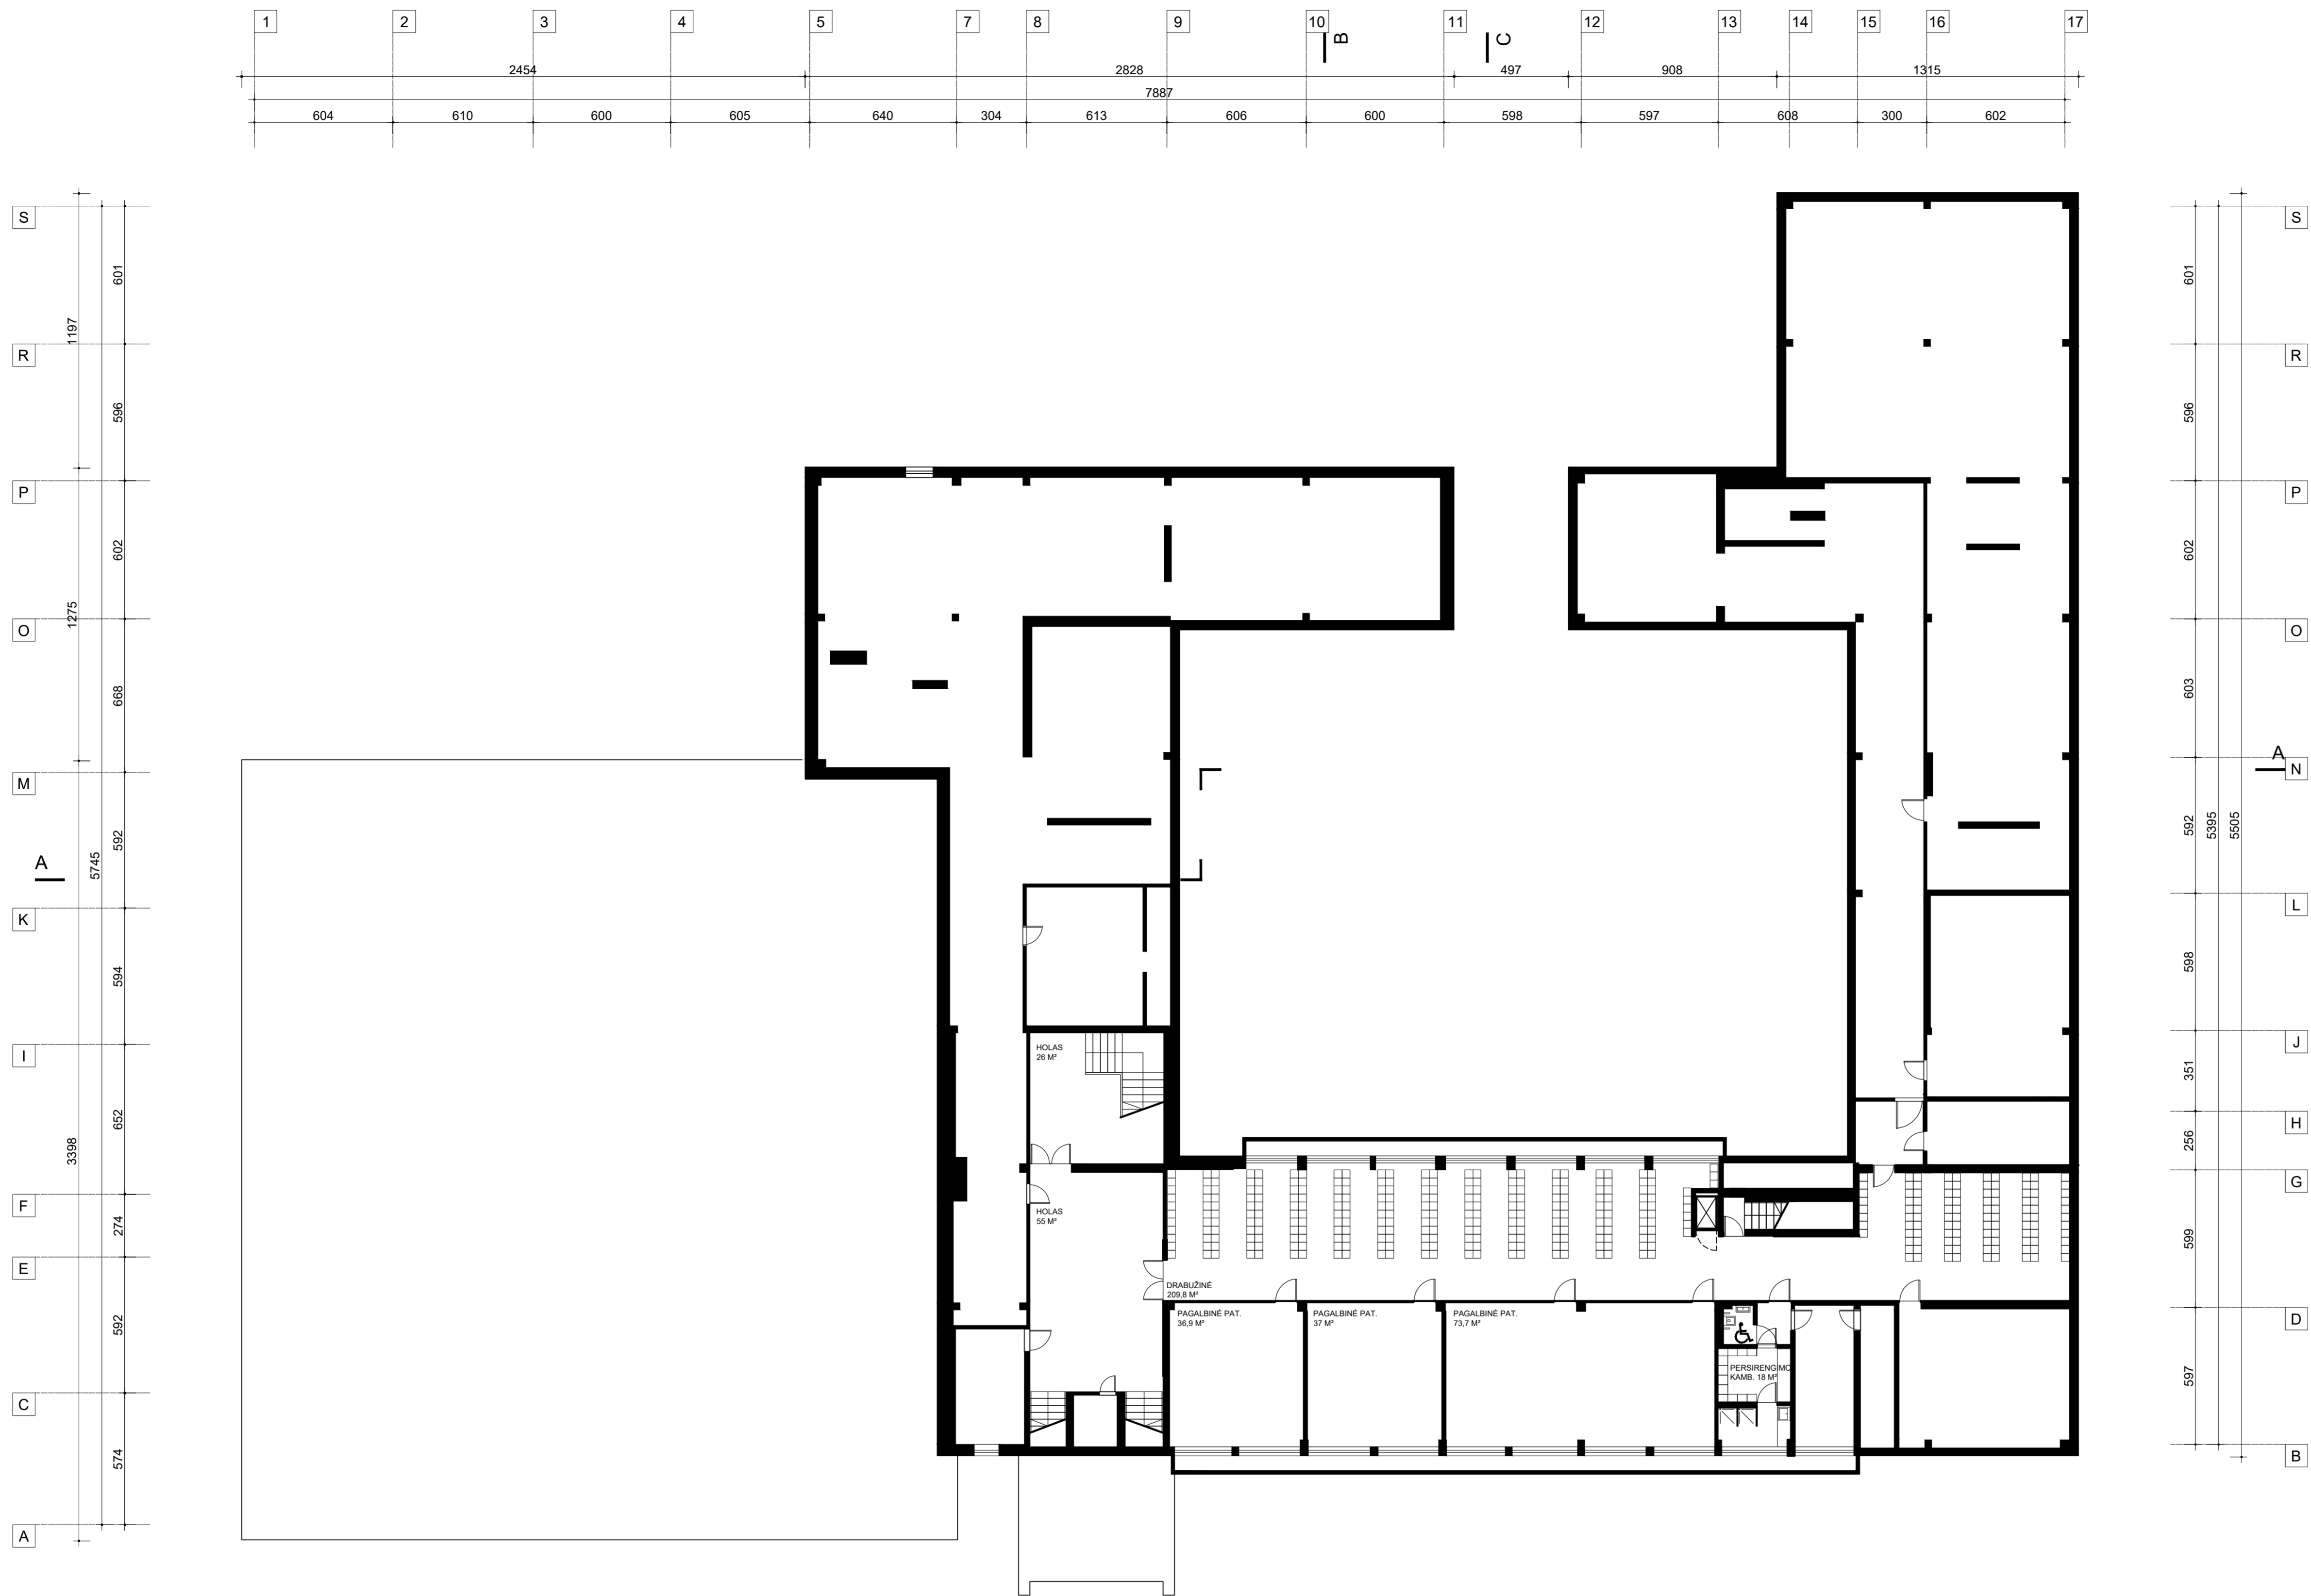 1 2 3 4 5 7 8 9 10 11 12 13 14 15 16 17
B C
2454 2828 497 908 1315
7887
604 610 600 605 640 304 613 606 600 598 597 608 300 602
S S
601 601
1197
R R
596 596
P P
602 602
1275
O O
668 603
A
M N
592 592 5395 5505
5745
A
K L
594 598
I J
HOLAS
26 M²
351
652
H
3398
256
G
F
HOLAS
55 M²
274 599
E
DRABUŽINĖ
209,8 M²
PAGALBINĖ PAT.
36,9 M²
PAGALBINĖ PAT.
37 M²
PAGALBINĖ PAT.
73,7 M²
D
592
PERSIRENGIMO
KAMB. 18 M²
597
C
574
B
A